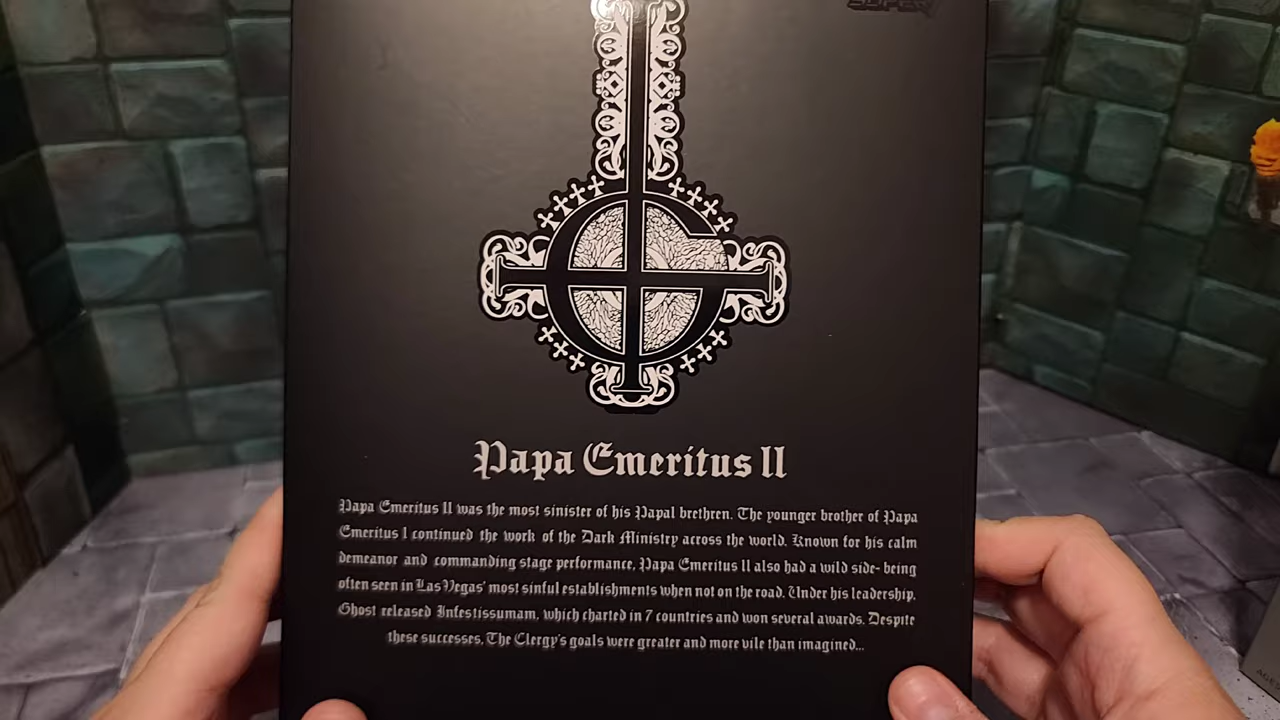 SUPER7
Papa Emeritus II
Papa Emeritus II was the most sinister of his Papal brethren. The younger brother of Papa
Emeritus I continued the work of the Dark Ministry across the world. Known for his calm
demeanor and commanding stage performance, Papa Emeritus II also had a wild side- being
often seen in Las Vegas' most sinful establishments when not on the road. Under his leadership,
Ghost released Infestissumam, which charted in 7 countries and won several awards. Despite
these successes, The Clergy's goals were greater and more vile than imagined...